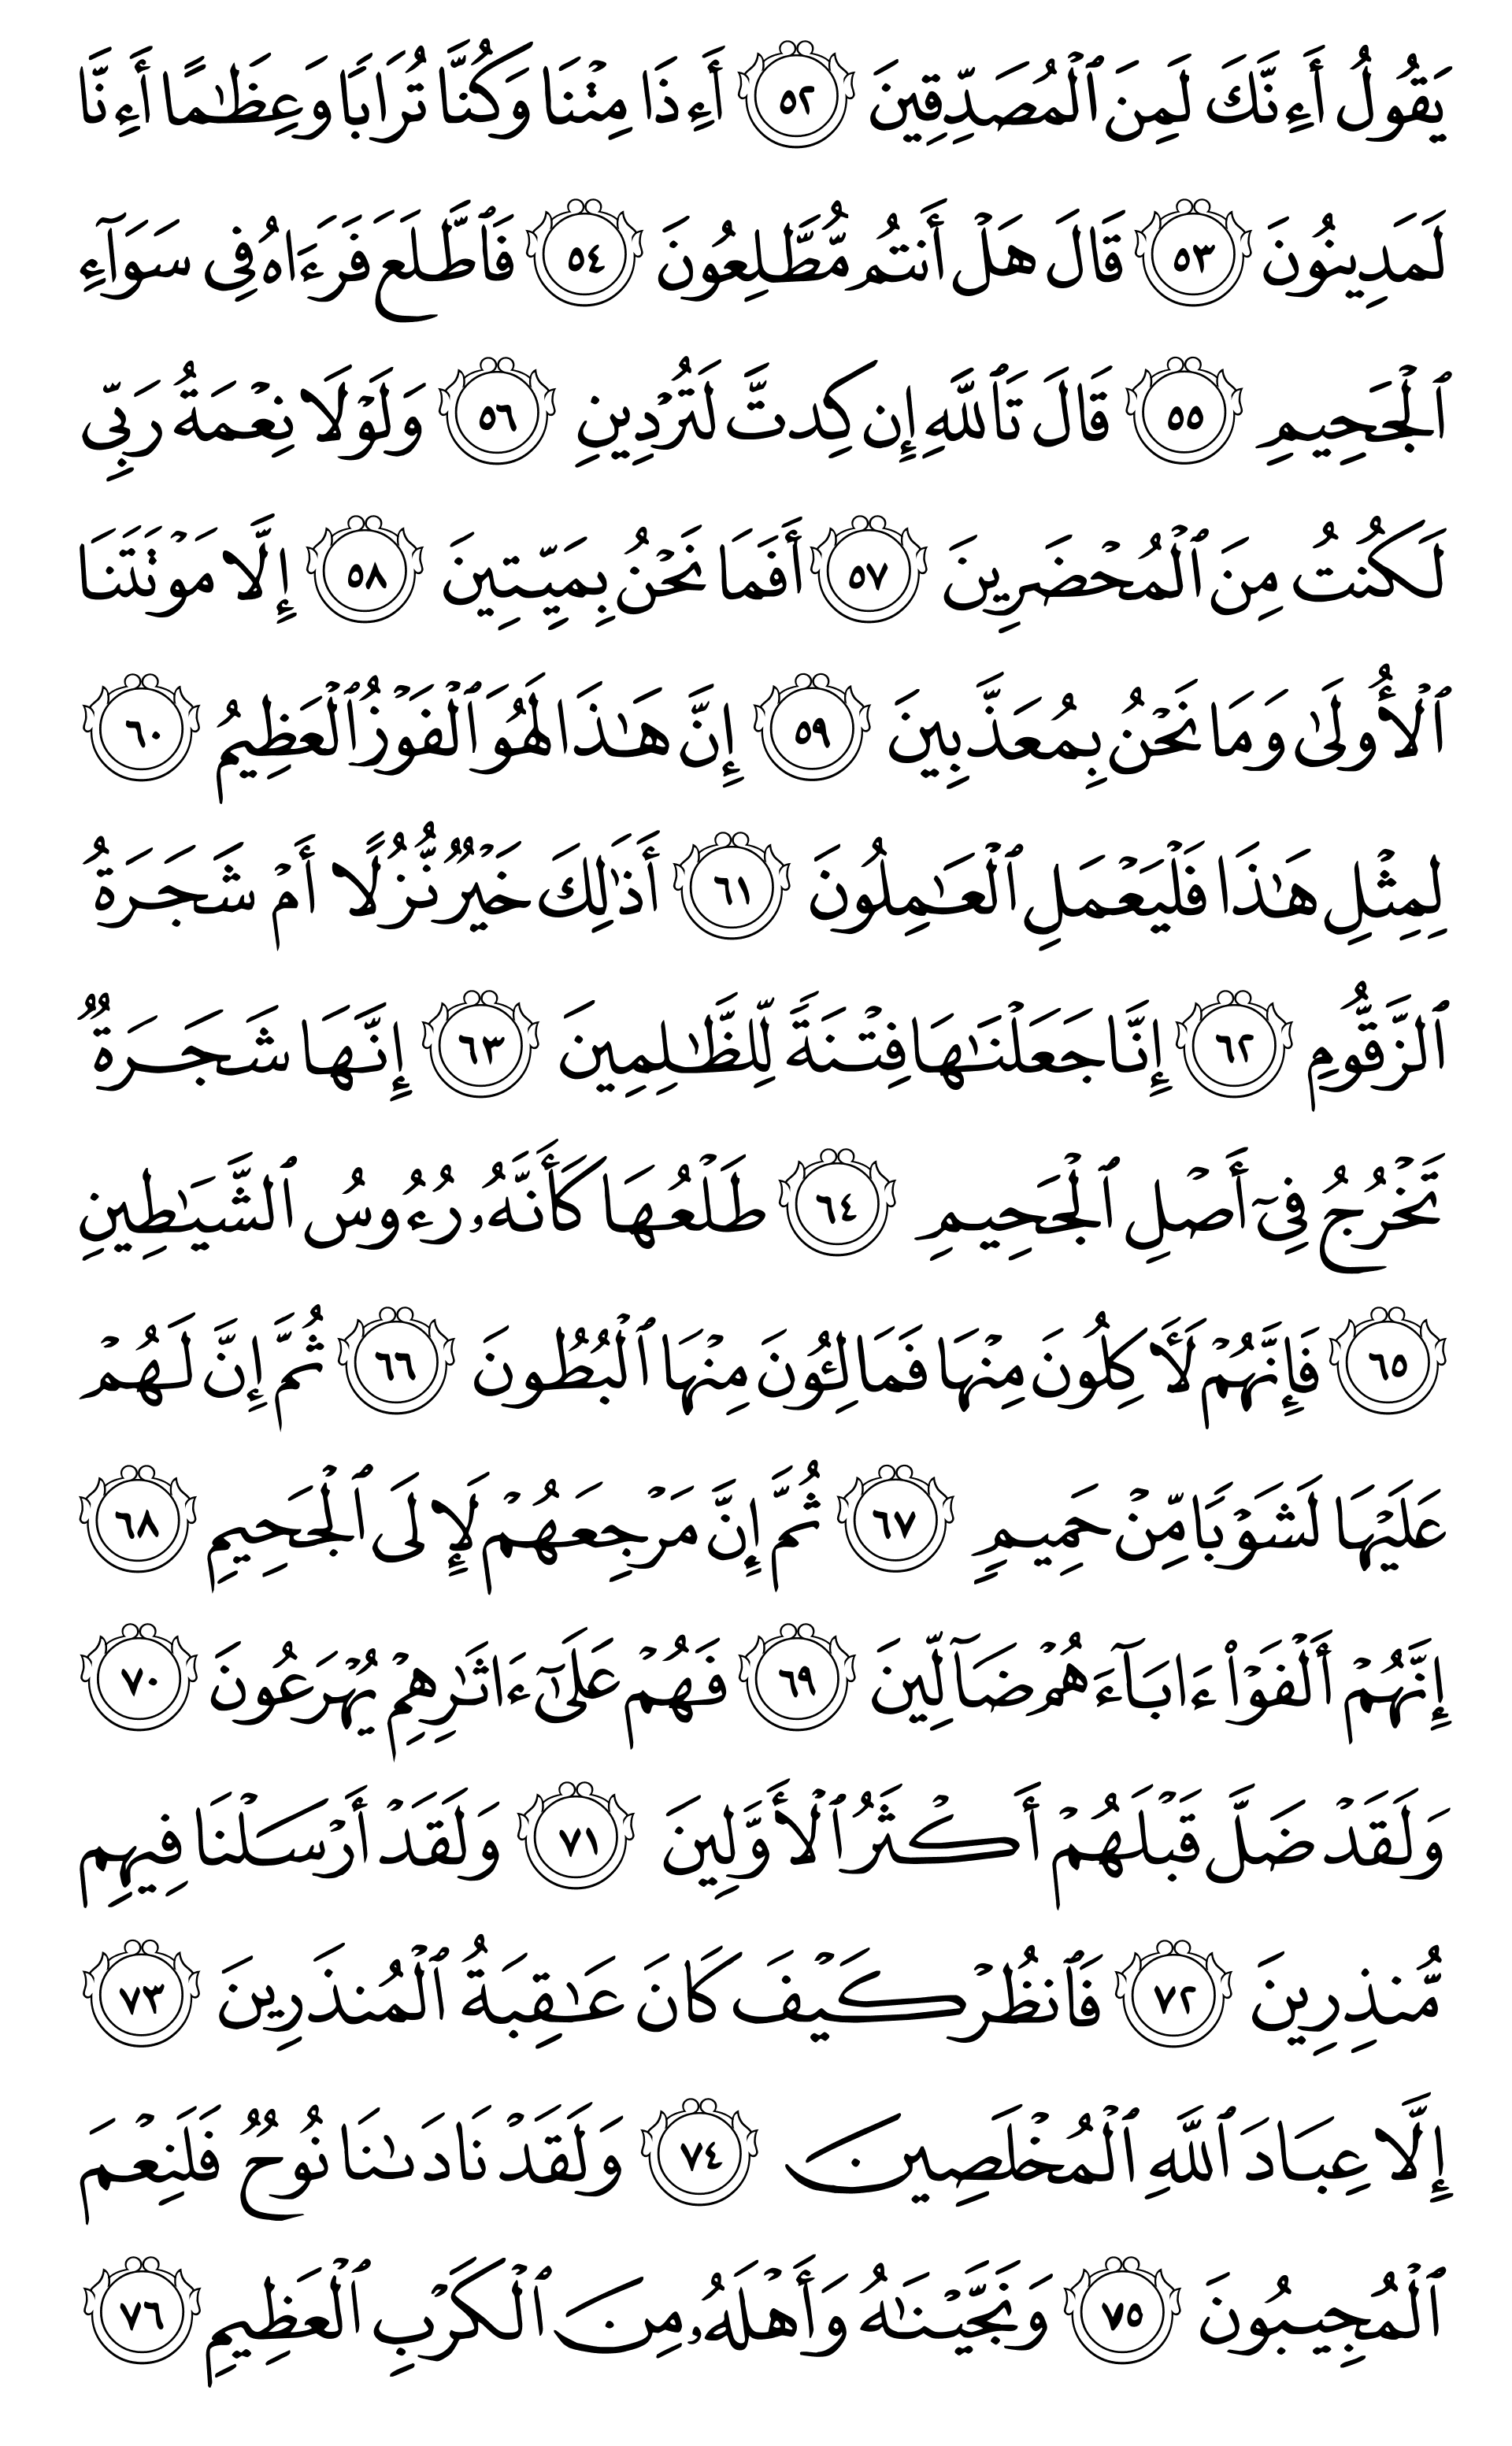 يَقُولُ أَءِنَّكَ لَمِنَ ٱلْمُصَدِّقِينَ ٥٢ أَءِذَا مِتْنَا وَكُنَّا تُرَابًا وَعِظَٰمًا أَءِنَّا
لَمَدِينُونَ ٥٣ قَالَ هَلْ أَنتُم مُّطَّلِعُونَ ٥٤ فَٱطَّلَعَ فَرَءَاهُ فِى سَوَآءِ
ٱلْجَحِيمِ ٥٥ قَالَ تَٱللَّهِ إِن كِدتَّ لَتُرْدِينِ ٥٦ وَلَوْلَا نِعْمَةُ رَبِّى
لَكُنتُ مِنَ ٱلْمُحْضَرِينَ ٥٧ أَفَمَا نَحْنُ بِمَيِّتِينَ ٥٨ إِلَّا مَوْتَتَنَا
ٱلْأُولَىٰ وَمَا نَحْنُ بِمُعَذَّبِينَ ٥٩ إِنَّ هَٰذَا لَهُوَ ٱلْفَوْزُ ٱلْعَظِيمُ ٦٠
لِمِثْلِ هَٰذَا فَلْيَعْمَلِ ٱلْعَٰمِلُونَ ٦١ أَذَٰلِكَ خَيْرٌ نُّزُلًا أَمْ شَجَرَةُ
ٱلزَّقُّومِ ٦٢ إِنَّا جَعَلْنَٰهَا فِتْنَةً لِّلظَّٰلِمِينَ ٦٣ إِنَّهَا شَجَرَةٌ
تَخْرُجُ فِىٓ أَصْلِ ٱلْجَحِيمِ ٦٤ طَلْعُهَا كَأَنَّهُۥ رُءُوسُ ٱلشَّيَٰطِينِ
٦٥ فَإِنَّهُمْ لَءَاكِلُونَ مِنْهَا فَمَالِـُٔونَ مِنْهَا ٱلْبُطُونَ ٦٦ ثُمَّ إِنَّ لَهُمْ
عَلَيْهَا لَشَوْبًا مِّنْ حَمِيمٍ ٦٧ ثُمَّ إِنَّ مَرْجِعَهُمْ لَإِلَى ٱلْجَحِيمِ ٦٨
إِنَّهُمْ أَلْفَوْا۟ ءَابَآءَهُمْ ضَآلِّينَ ٦٩ فَهُمْ عَلَىٰٓ ءَاثَٰرِهِمْ يُهْرَعُونَ ٧٠
وَلَقَدْ ضَلَّ قَبْلَهُمْ أَكْثَرُ ٱلْأَوَّلِينَ ٧١ وَلَقَدْ أَرْسَلْنَا فِيهِم
مُّنذِرِينَ ٧٢ فَٱنظُرْ كَيْفَ كَانَ عَٰقِبَةُ ٱلْمُنذَرِينَ ٧٣
إِلَّا عِبَادَ ٱللَّهِ ٱلْمُخْلَصِينَ ٧٤ وَلَقَدْ نَادَىٰنَا نُوحٌ فَلَنِعْمَ
ٱلْمُجِيبُونَ ٧٥ وَنَجَّيْنَٰهُ وَأَهْلَهُۥ مِنَ ٱلْكَرْبِ ٱلْعَظِيمِ ٧٦